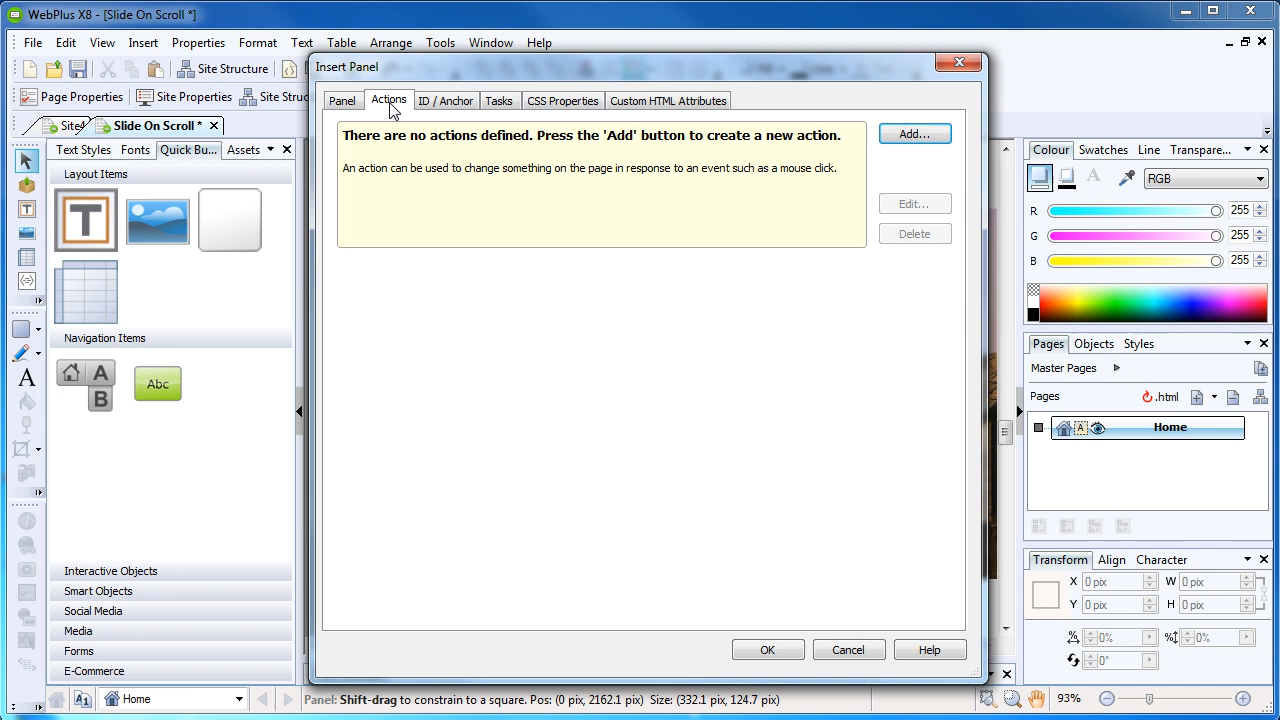 WebPlus X8 - [Slide On Scroll *]
File Edit View Insert Properties Format Text Table Arrange Tools Window Help
Site Structure
Page Properties Site Properties Site Struc
Site4 Slide On Scroll *
Text Styles Fonts Quick Bu... Assets
Layout Items
T
Navigation Items
A
B
Abc
Interactive Objects
Smart Objects
Social Media
Media
Forms
E-Commerce
Insert Panel
Panel Actions ID / Anchor Tasks CSS Properties Custom HTML Attributes
There are no actions defined. Press the 'Add' button to create a new action.
An action can be used to change something on the page in response to an event such as a mouse click.
Add...
Edit...
Delete
OK Cancel Help
Colour Swatches Line Transpare...
A RGB
R 255
G 255
B 255
Pages Objects Styles
Master Pages
Pages .html
A Home
Transform Align Character
X 0 pix W 0 pix
Y 0 pix H 0 pix
0% 0%
0°
Home Panel: Shift-drag to constrain to a square. Pos: (0 pix, 2162.1 pix) Size: (332.1 pix, 124.7 pix) 93%